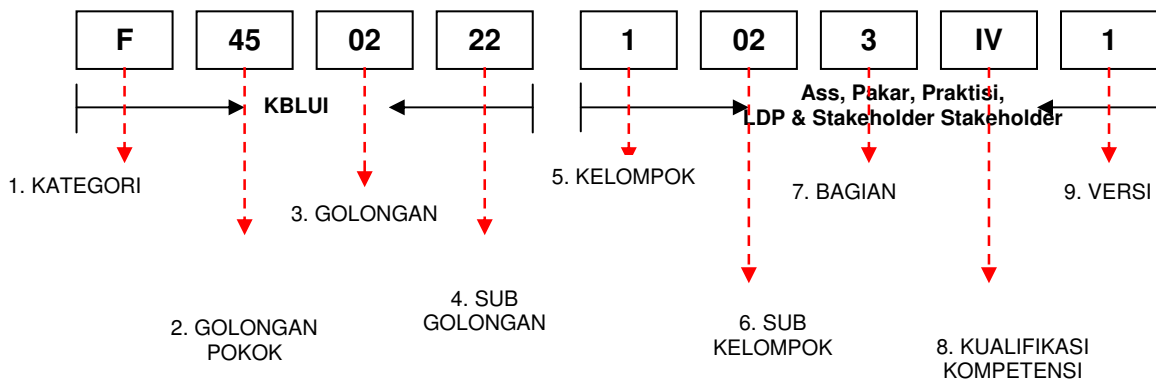 F 45 02 22 1 02 3 IV 1
KBLUI
Ass, Pakar, Praktisi,
LDP & Stakeholder Stakeholder
1. KATEGORI
5. KELOMPOK
7. BAGIAN
9. VERSI
3. GOLONGAN
4. SUB
GOLONGAN
2. GOLONGAN
POKOK
6. SUB
KELOMPOK
8. KUALIFIKASI
KOMPETENSI